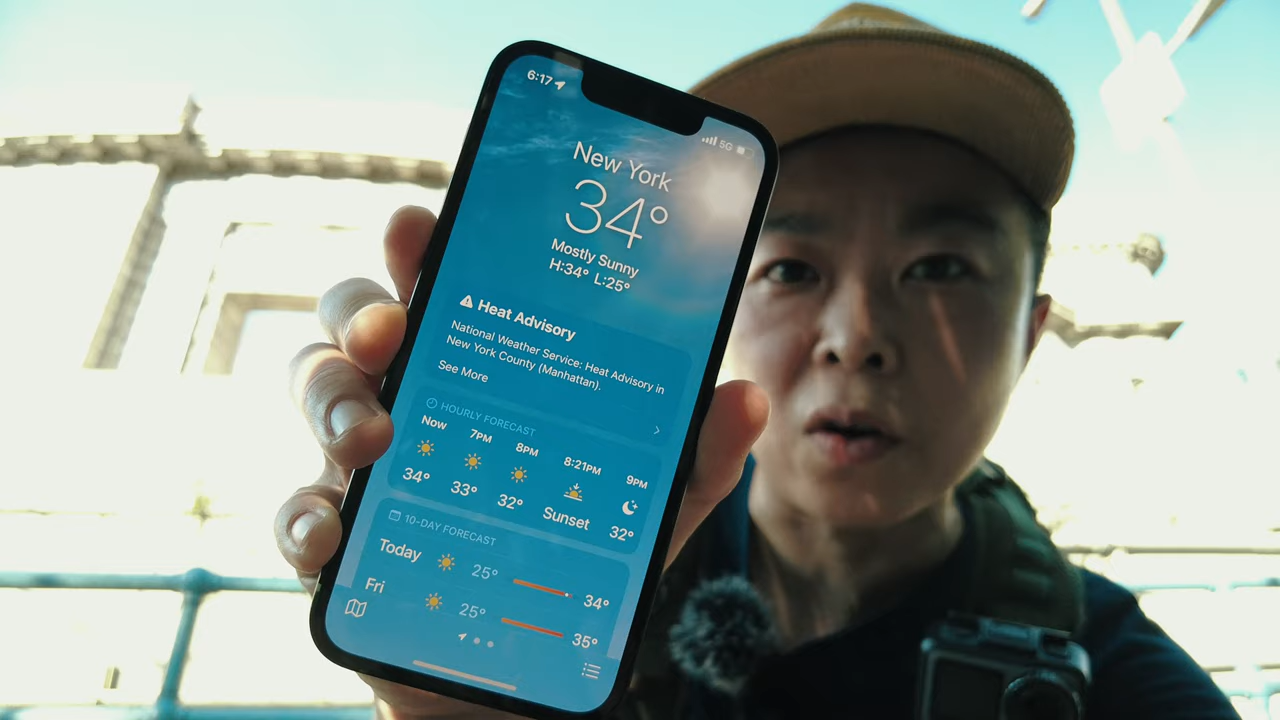 6:17
5G
New York
34°
Mostly Sunny
H:34° L:25°
Heat Advisory
National Weather Service: Heat Advisory in
New York County (Manhattan).
See More
HOURLY FORECAST
Now 7PM 8PM 8:21PM 9PM
34° 33° 32° Sunset 32°
10-DAY FORECAST
Today 25° 34°
Fri 25° 35°